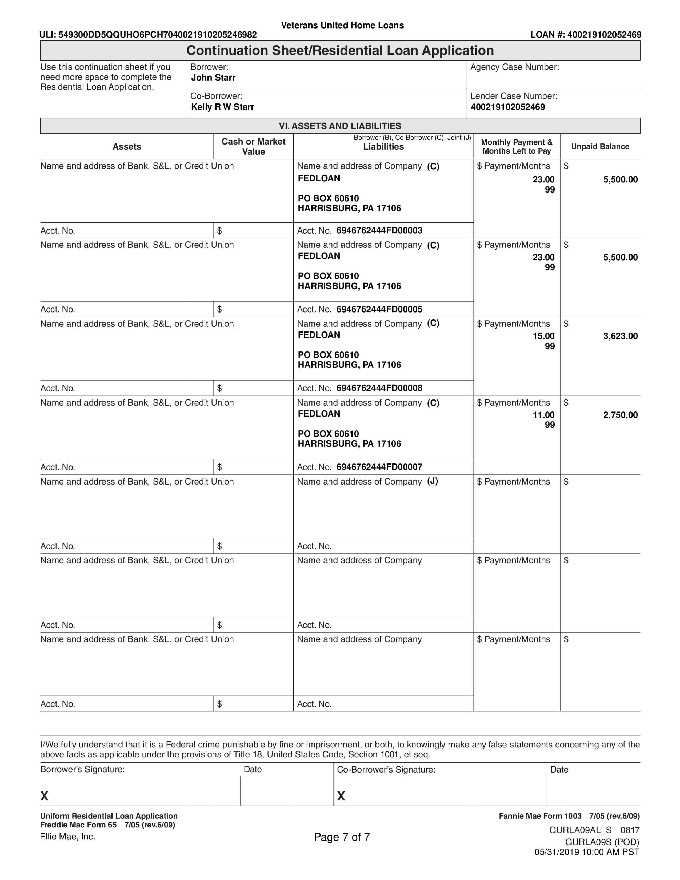 Veterans United Home Loans
ULI: 549300DD5QQUHO6PCH7040021910205246982 LOAN #: 400219102052469
Continuation Sheet/Residential Loan Application
Use this continuation sheet if you
need more space to complete the
Residential Loan Application.
Borrower:
John Starr
Agency Case Number:
Co-Borrower:
Kelly R W Starr
Lender Case Number:
400219102052469
VI. ASSETS AND LIABILITIES
Borrower (B), Co-Borrower (C), Joint (J)
Assets
Cash or Market
Value
Liabilities
Monthly Payment &
Months Left to Pay
Unpaid Balance
Name and address of Bank, S&L, or Credit Union
Name and address of Company (C)
FEDLOAN
PO BOX 60610
HARRISBURG, PA 17106
$ Payment/Months
23.00
99
$
5,500.00
Acct. No. $ Acct. No. 6946762444FD00003
Name and address of Bank, S&L, or Credit Union
Name and address of Company (C)
FEDLOAN
PO BOX 60610
HARRISBURG, PA 17106
$ Payment/Months
23.00
99
$
5,500.00
Acct. No. $ Acct. No. 6946762444FD00005
Name and address of Bank, S&L, or Credit Union
Name and address of Company (C)
FEDLOAN
PO BOX 60610
HARRISBURG, PA 17106
$ Payment/Months
15.00
99
$
3,623.00
Acct. No. $ Acct. No. 6946762444FD00008
Name and address of Bank, S&L, or Credit Union
Name and address of Company (C)
FEDLOAN
PO BOX 60610
HARRISBURG, PA 17106
$ Payment/Months
11.00
99
$
2,750.00
Acct. No. $ Acct. No. 6946762444FD00007
Name and address of Bank, S&L, or Credit Union
Name and address of Company (J)
$ Payment/Months
$
Acct. No. $ Acct. No.
Name and address of Bank, S&L, or Credit Union
Name and address of Company
$ Payment/Months
$
Acct. No. $ Acct. No.
Name and address of Bank, S&L, or Credit Union
Name and address of Company
$ Payment/Months
$
Acct. No. $ Acct. No.
I/We fully understand that it is a Federal crime punishable by fine or imprisonment, or both, to knowingly make any false statements concerning any of the
above facts as applicable under the provisions of Title 18, United States Code, Section 1001, et seq.
Borrower's Signature: Date Co-Borrower's Signature: Date
X X
Uniform Residential Loan Application
Freddie Mac Form 65 7/05 (rev.6/09)
Ellie Mae, Inc.
Page 7 of 7
Fannie Mae Form 1003 7/05 (rev.6/09)
GURLA09AL S 0817
GURLA09S (POD)
05/31/2019 10:00 AM PST